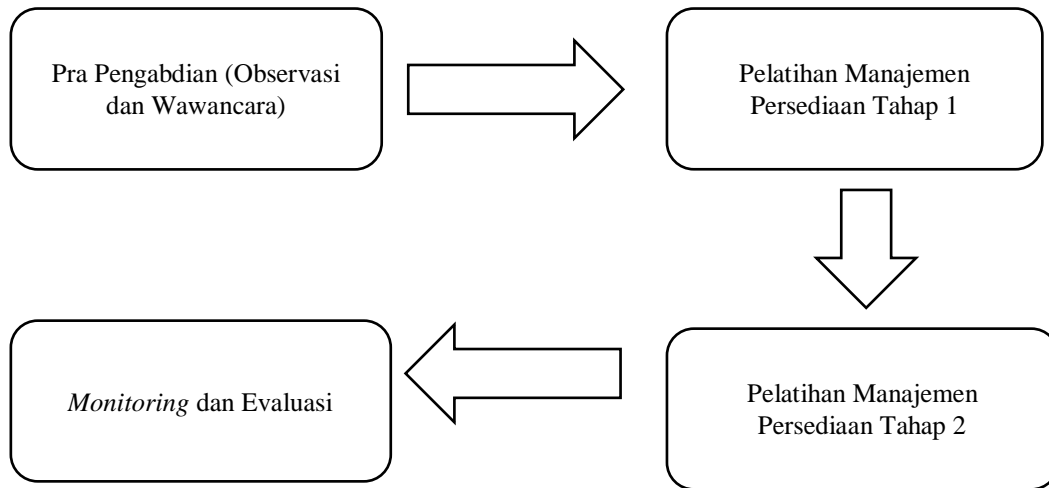 Pra Pengabdian (Observasi
dan Wawancara)
Pelatihan Manajemen
Persediaan Tahap 1
Pelatihan Manajemen
Persediaan Tahap 2
Monitoring dan Evaluasi